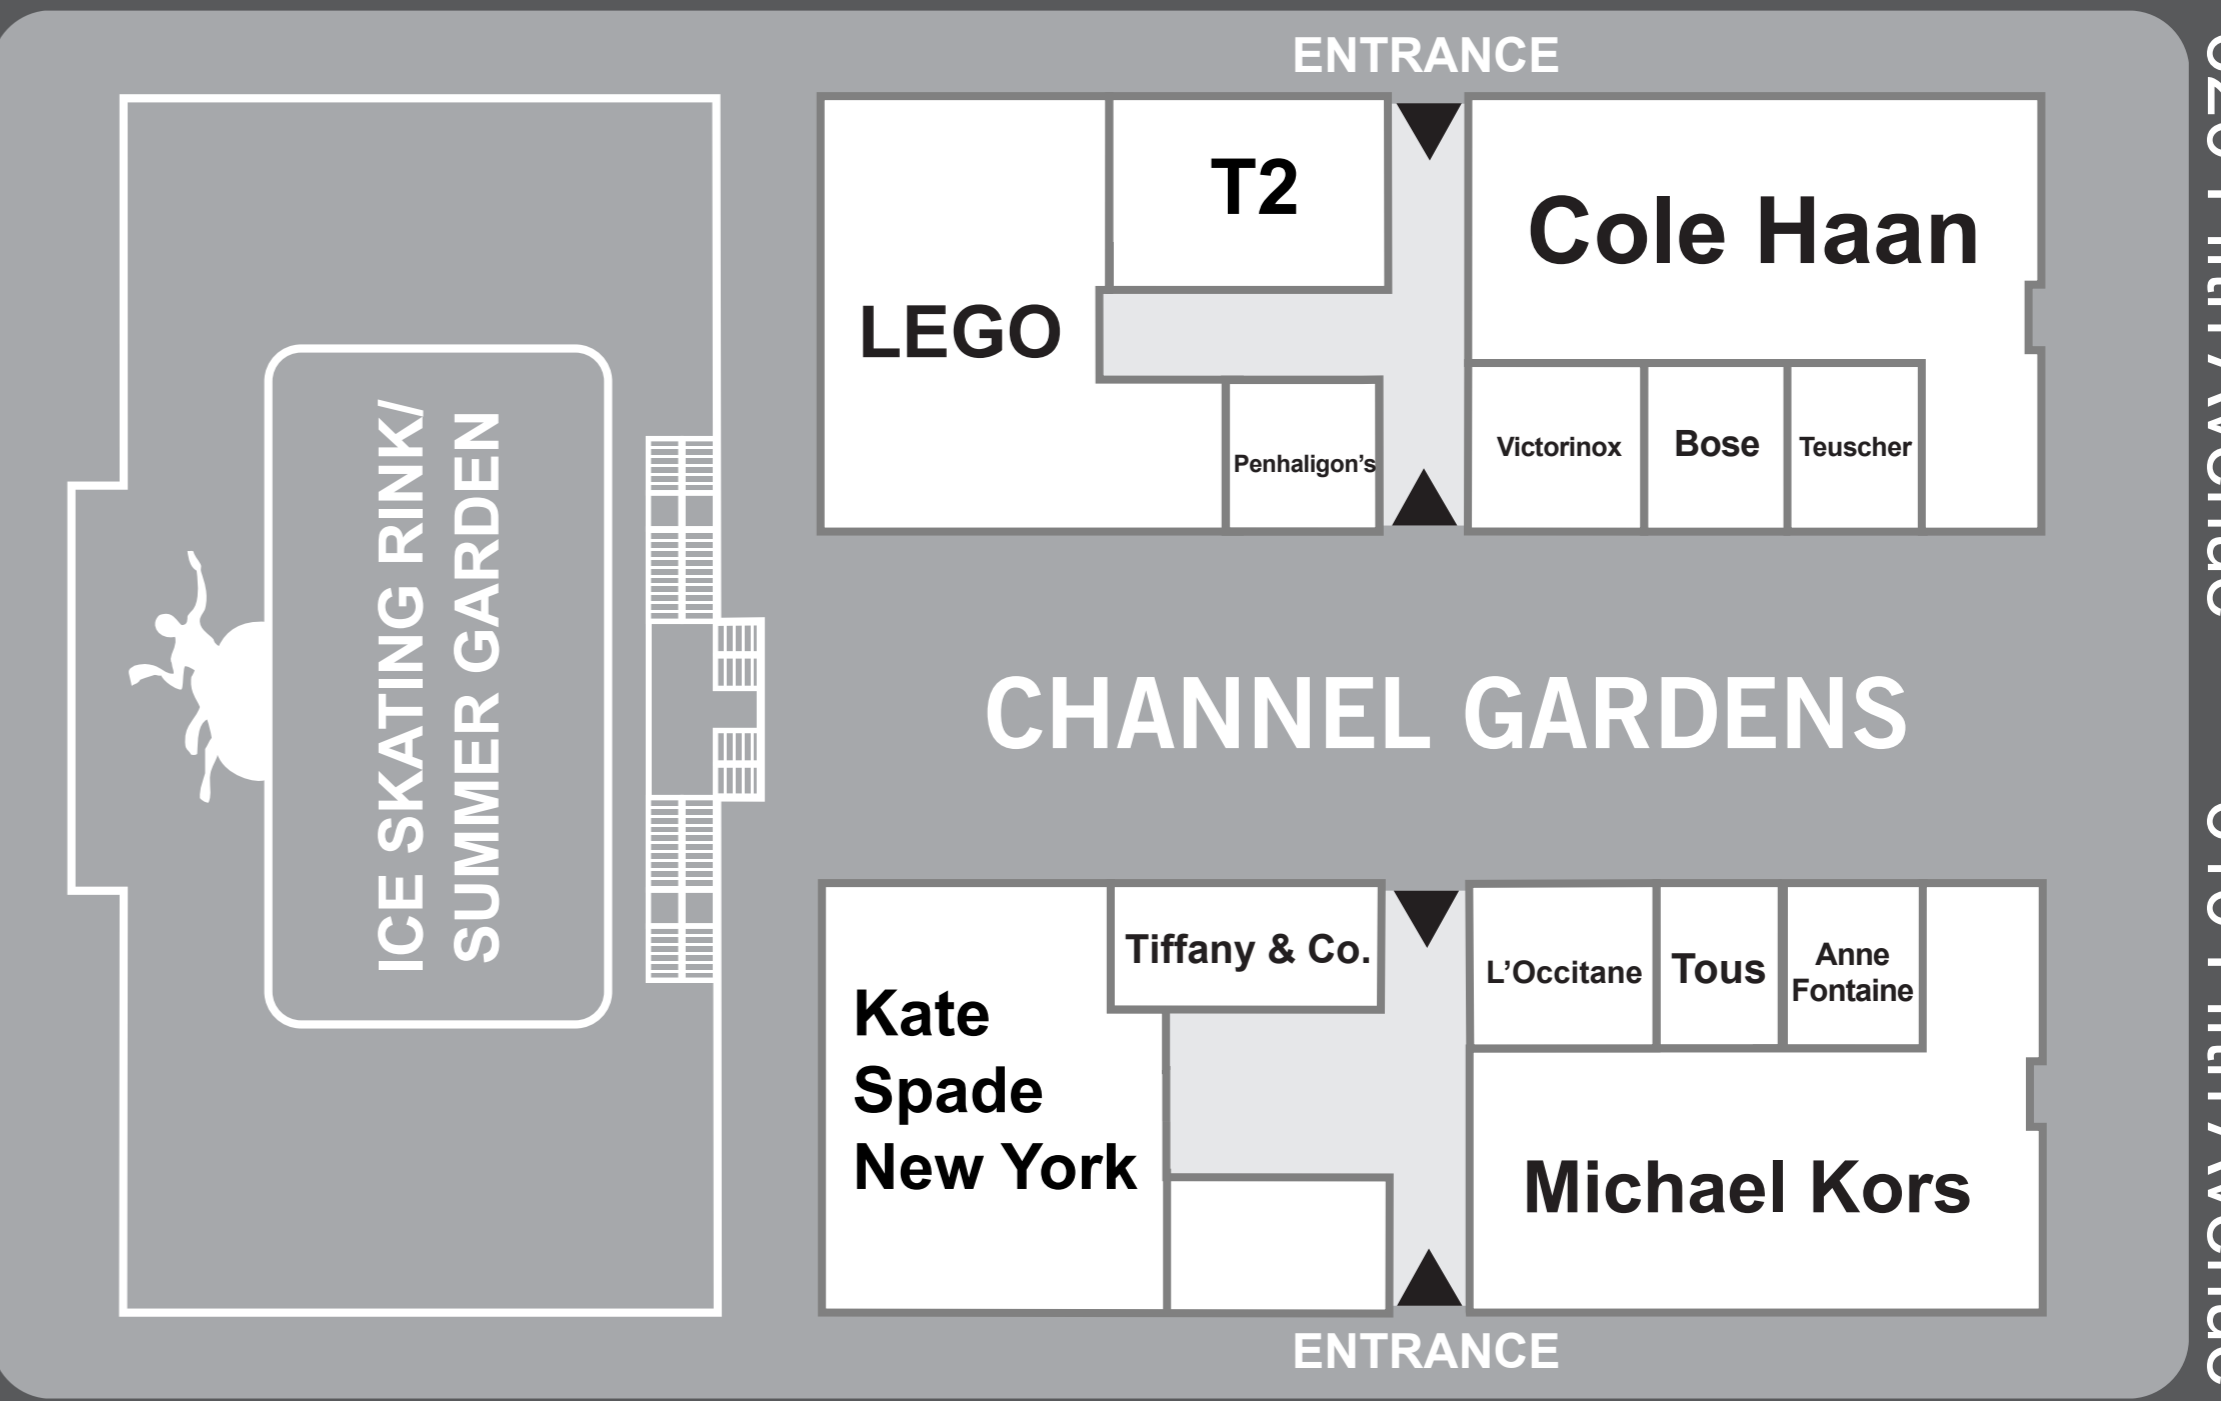 ENTRANCE
T2
Cole Haan
LEGO
Victorinox
Bose
Teuscher
Penhaligon’s
ICE SKATING RINK/
SUMMER GARDEN
CHANNEL GARDENS
Tiffany & Co.
L’Occitane
Tous
Anne
Fontaine
Kate
Spade
New York
Michael Kors
ENTRANCE